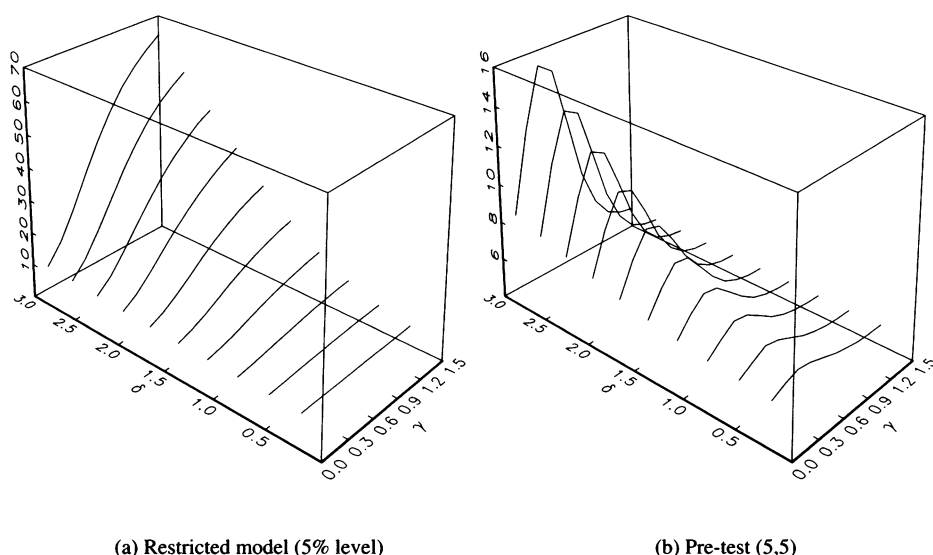 10 20 30 40 50 60 70
3.0 2.5 2.0 1.5 1.0 0.5
δ
0.0 0.3 0.6 0.9 1.2 1.5
γ
(a) Restricted model (5% level)
6 8 10 12 14 16
3.0 2.5 2.0 1.5 1.0 0.5
δ
0.0 0.3 0.6 0.9 1.2 1.5
γ
(b) Pre-test (5,5)